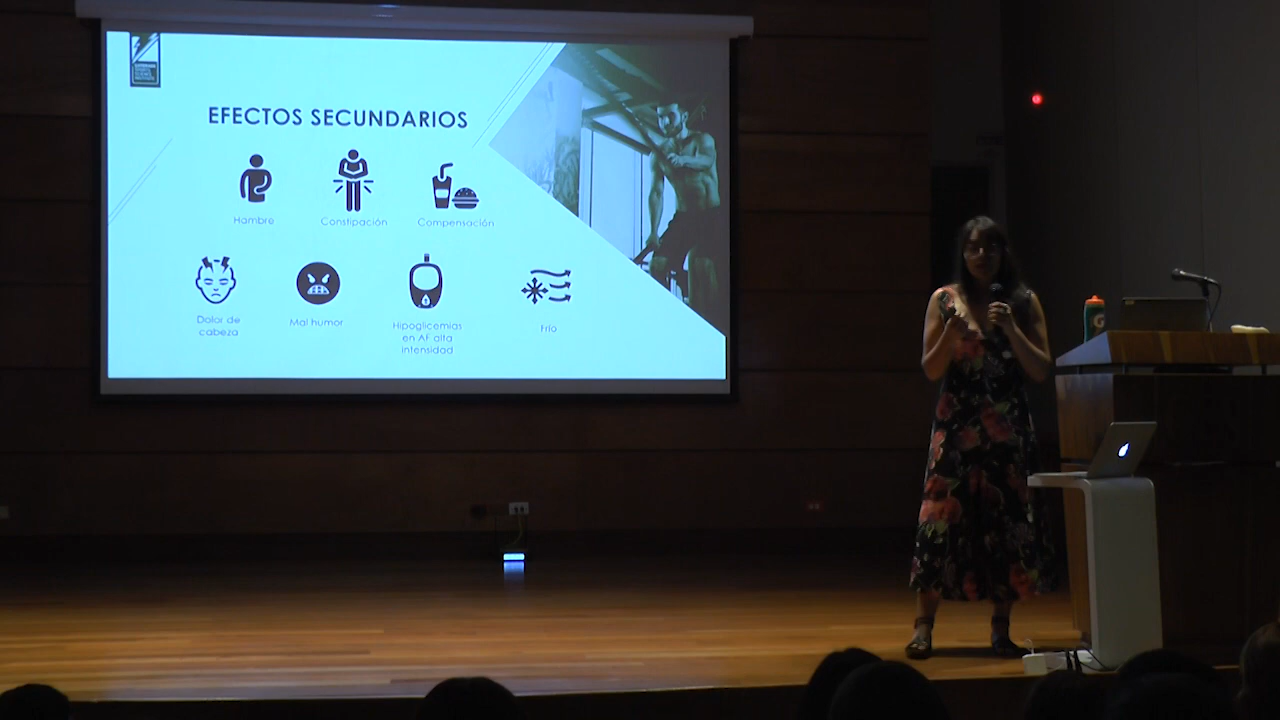 EFECTOS SECUNDARIOS
Hambre
Constipación
Compensación
Dolor de
cabeza
Mal humor
Hipoglicemias
en AF alta
intensidad
Frío